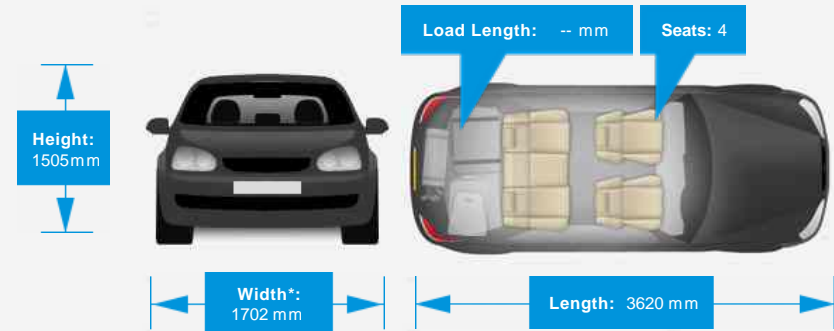 Load Length: -- mm
Seats: 4
Height:
1505mm
Width*:
1702 mm
Length: 3620 mm